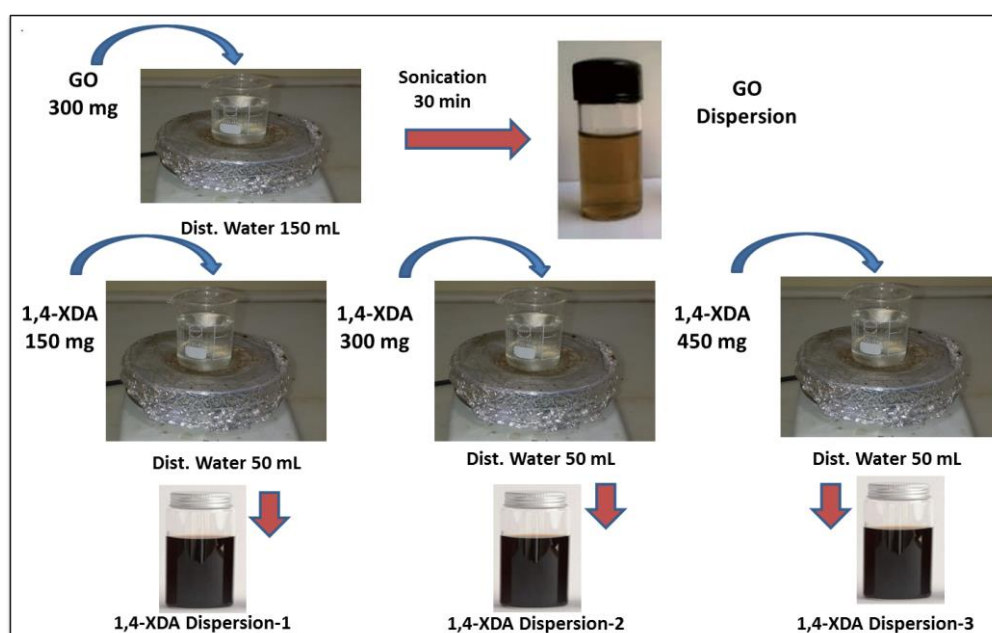 GO
300 mg
Sonication
30 min
GO
Dispersion
Dist. Water 150 mL
1,4-XDA
150 mg
1,4-XDA
300 mg
1,4-XDA
450 mg
Dist. Water 50 mL
Dist. Water 50 mL
Dist. Water 50 mL
1,4-XDA Dispersion-1
1,4-XDA Dispersion-2
1,4-XDA Dispersion-3